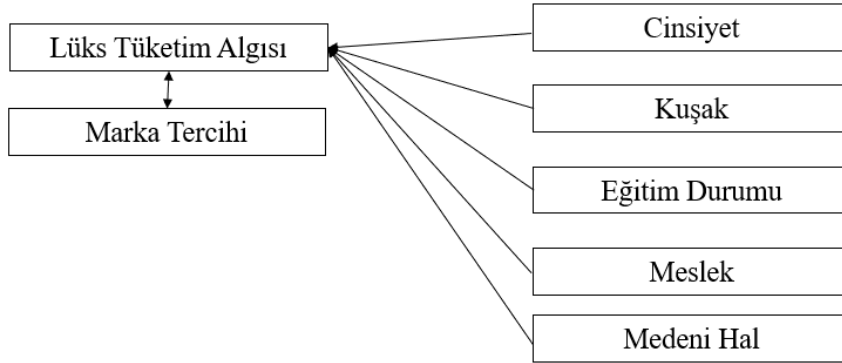 Lüks Tüketim Algısı
Marka Tercihi
Cinsiyet
Kuşak
Eğitim Durumu
Meslek
Medeni Hal